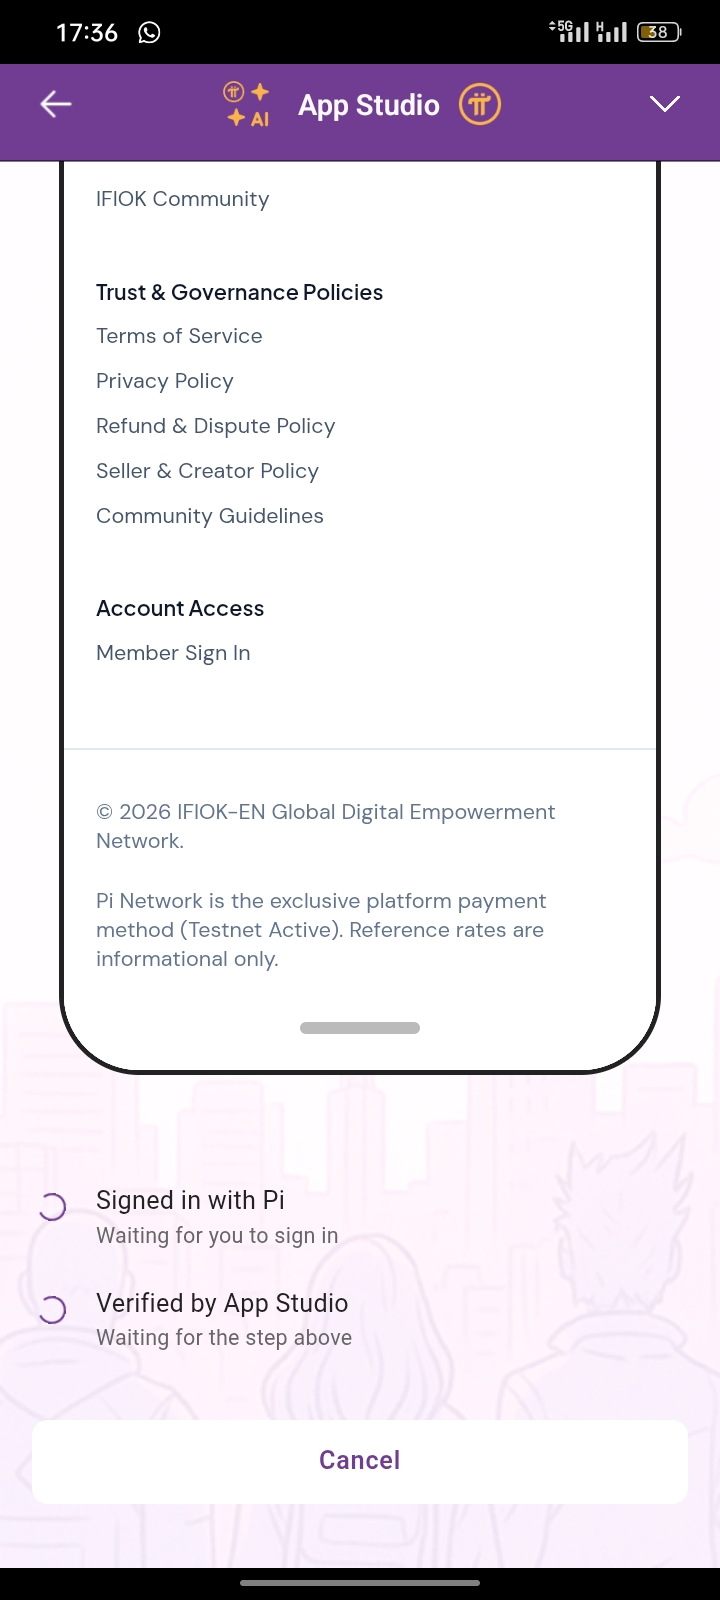 17:36
5G
H
38
AI
App Studio
IFIOK Community
Trust & Governance Policies
Terms of Service
Privacy Policy
Refund & Dispute Policy
Seller & Creator Policy
Community Guidelines
Account Access
Member Sign In
© 2026 IFIOK-EN Global Digital Empowerment
Network.
Pi Network is the exclusive platform payment
method (Testnet Active). Reference rates are
informational only.
Signed in with Pi
Waiting for you to sign in
Verified by App Studio
Waiting for the step above
Cancel